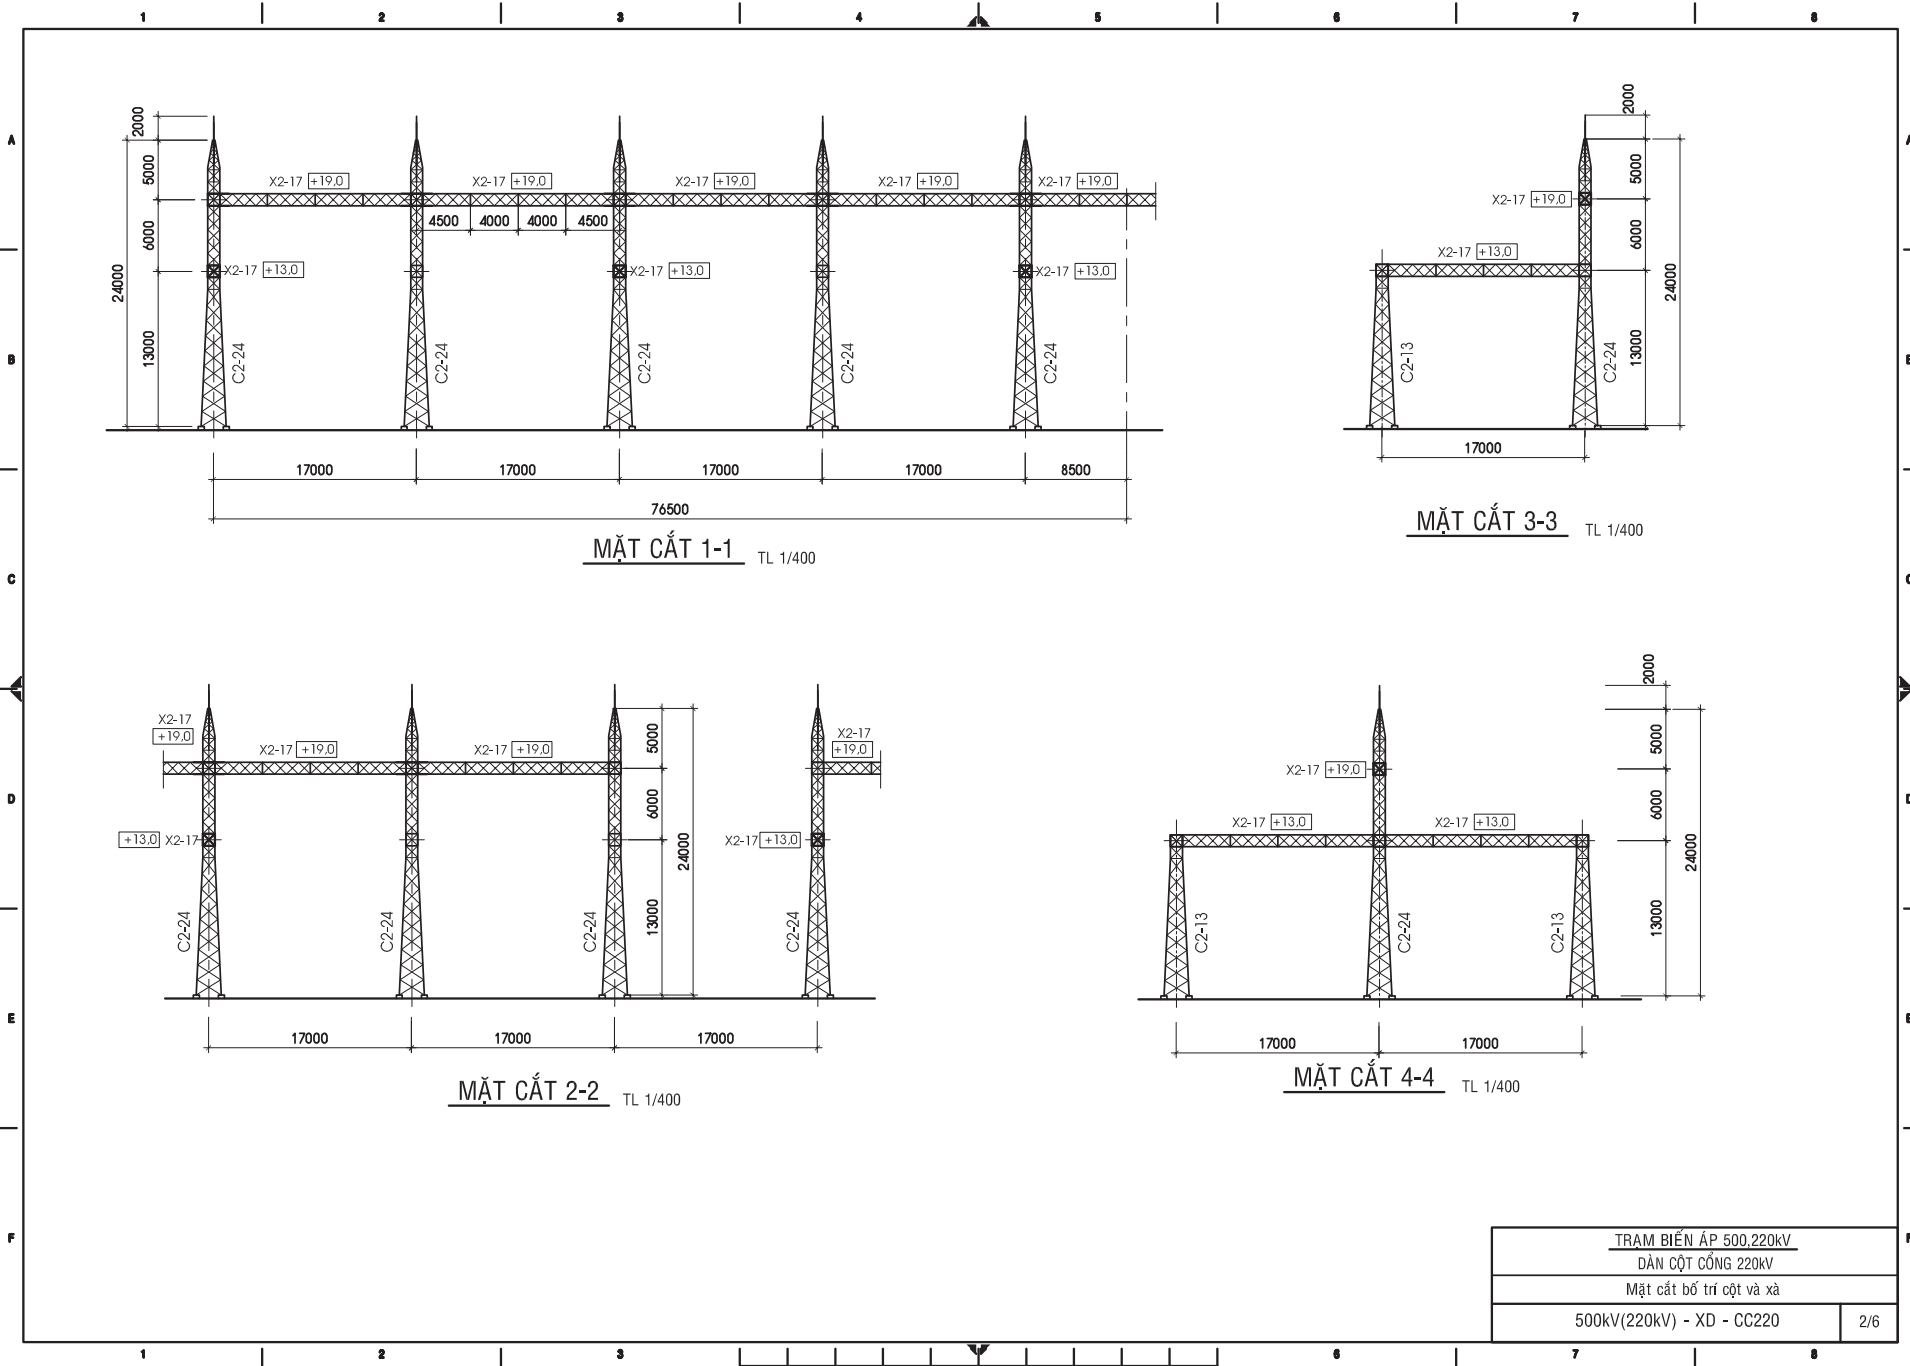 1 2 3 4 5 6 7 8
A
B
C
D
E
F
A
2000
5000
6000
13000
24000
X2-17 +19,0
X2-17 +19,0
X2-17 +19,0
X2-17 +19,0
X2-17 +19,0
4500 4000 4000 4500
X2-17 +13,0
X2-17 +13,0
X2-17 +13,0
C2-24
C2-24
C2-24
C2-24
C2-24
17000 17000 17000 17000 8500
76500
MẶT CẮT 1-1 TL 1/400
2000
5000
6000
13000
24000
X2-17 +19,0
X2-17 +13,0
C2-13
C2-24
17000
MẶT CẮT 3-3 TL 1/400
X2-17
+19,0
X2-17 +19,0
X2-17 +19,0
X2-17
+19,0
5000
6000
13000
24000
+13,0 X2-17
X2-17 +13,0
C2-24
C2-24
C2-24
C2-24
17000 17000 17000
MẶT CẮT 2-2 TL 1/400
2000
5000
6000
13000
24000
X2-17 +19,0
X2-17 +13,0
X2-17 +13,0
C2-13
C2-24
C2-13
17000 17000
MẶT CẮT 4-4 TL 1/400
TRẠM BIẾN ÁP 500,220kV
DÀN CỘT CỔNG 220kV
Mặt cắt bố trí cột và xà
500kV(220kV) - XD - CC220 2/6
1 2 3 6 7 8